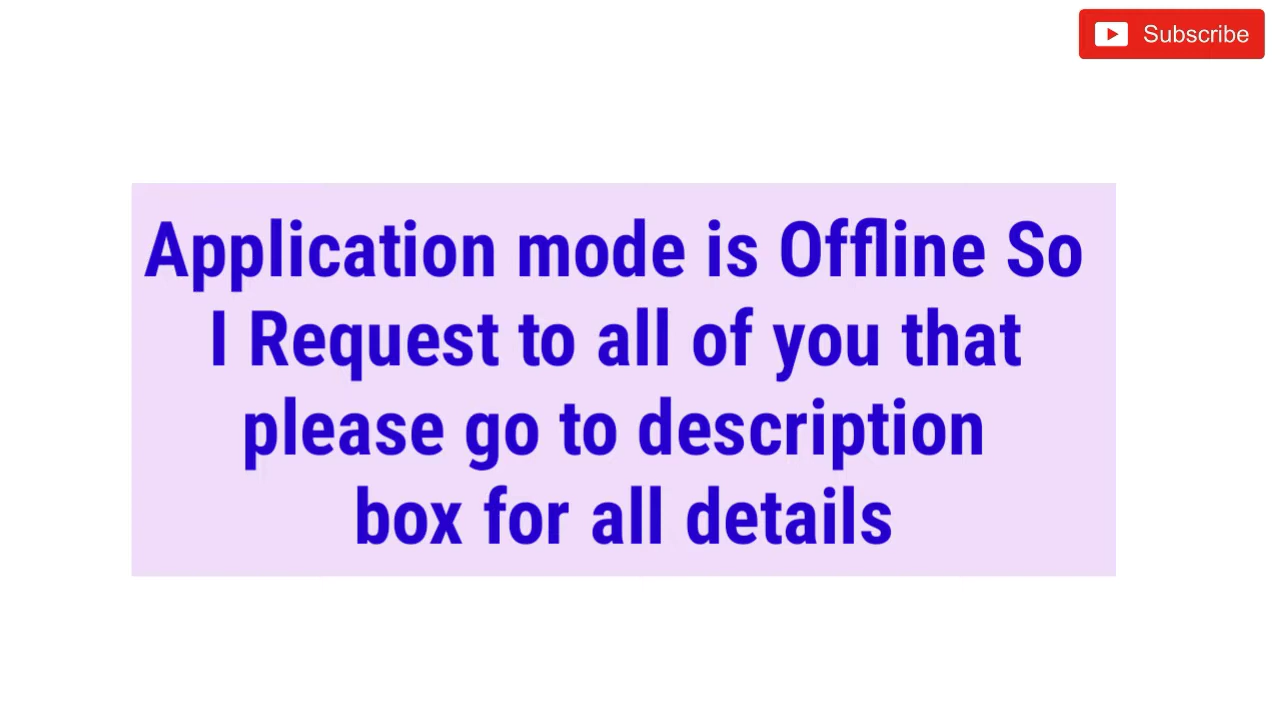 Subscribe
Application mode is Offline So
I Request to all of you that
please go to description
box for all details